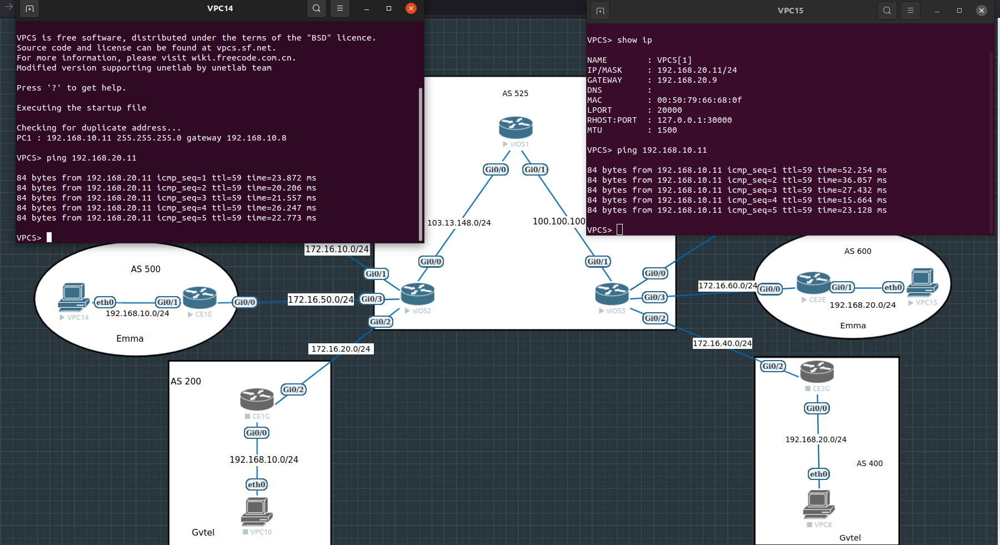 VPC14
VPCS is free software, distributed under the terms of the "BSD" licence.
Source code and license can be found at vpcs.sf.net.
For more information, please visit wiki.freecode.com.cn.
Modified version supporting unetlab by unetlab team
Press '?' to get help.
Executing the startup file
Checking for duplicate address...
PC1 : 192.168.10.11 255.255.255.0 gateway 192.168.10.8
VPCS> ping 192.168.20.11
84 bytes from 192.168.20.11 icmp_seq=1 ttl=59 time=23.872 ms
84 bytes from 192.168.20.11 icmp_seq=2 ttl=59 time=20.206 ms
84 bytes from 192.168.20.11 icmp_seq=3 ttl=59 time=21.557 ms
84 bytes from 192.168.20.11 icmp_seq=4 ttl=59 time=26.247 ms
84 bytes from 192.168.20.11 icmp_seq=5 ttl=59 time=22.773 ms
VPCS>
VPC15
VPCS> show ip
NAME : VPCS[1]
IP/MASK : 192.168.20.11/24
GATEWAY : 192.168.20.9
DNS :
MAC : 00:50:79:66:68:0f
LPORT : 20000
RHOST:PORT : 127.0.0.1:30000
MTU : 1500
VPCS> ping 192.168.10.11
84 bytes from 192.168.10.11 icmp_seq=1 ttl=59 time=52.254 ms
84 bytes from 192.168.10.11 icmp_seq=2 ttl=59 time=36.057 ms
84 bytes from 192.168.10.11 icmp_seq=3 ttl=59 time=27.432 ms
84 bytes from 192.168.10.11 icmp_seq=4 ttl=59 time=15.664 ms
84 bytes from 192.168.10.11 icmp_seq=5 ttl=59 time=23.128 ms
VPCS>
AS 525
vIOS1
Gi0/0
Gi0/1
103.13.148.0/24
100.100.100
Gi0/0
Gi0/1
172.16.10.0/24
Gi0/1
Gi0/3
Gi0/2
vIOS2
vIOS3
Gi0/0
Gi0/3
Gi0/2
AS 500
VPC14
eth0
Gi0/1
CE1E
Gi0/0
192.168.10.0/24
Emma
172.16.50.0/24
172.16.60.0/24
AS 600
Gi0/0
CE2E
Gi0/1
eth0
VPC15
192.168.20.0/24
Emma
172.16.20.0/24
172.16.40.0/24
AS 200
Gi0/2
CE1G
Gi0/0
192.168.10.0/24
eth0
VPC10
Gvtel
Gi0/2
CE2G
Gi0/0
192.168.20.0/24
AS 400
eth0
VPC8
Gvtel